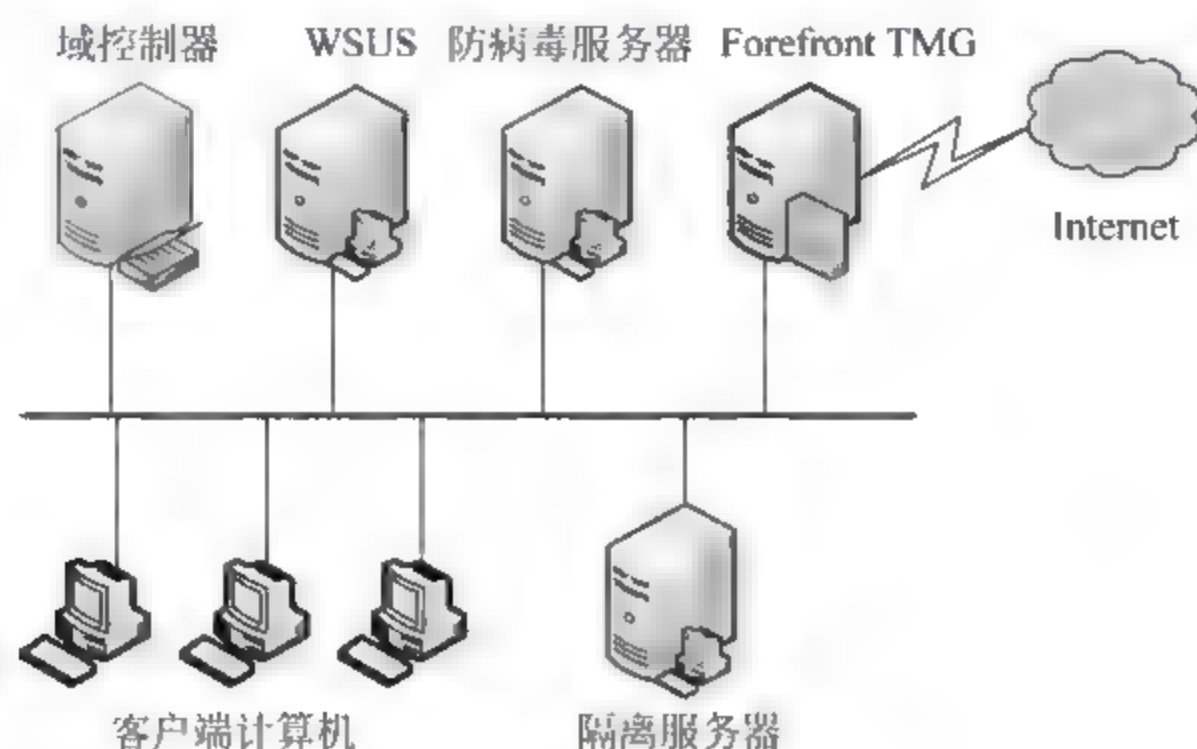 域控制器
WSUS
防病毒服务器
Forefront TMG
Internet
客户端计算机
隔离服务器